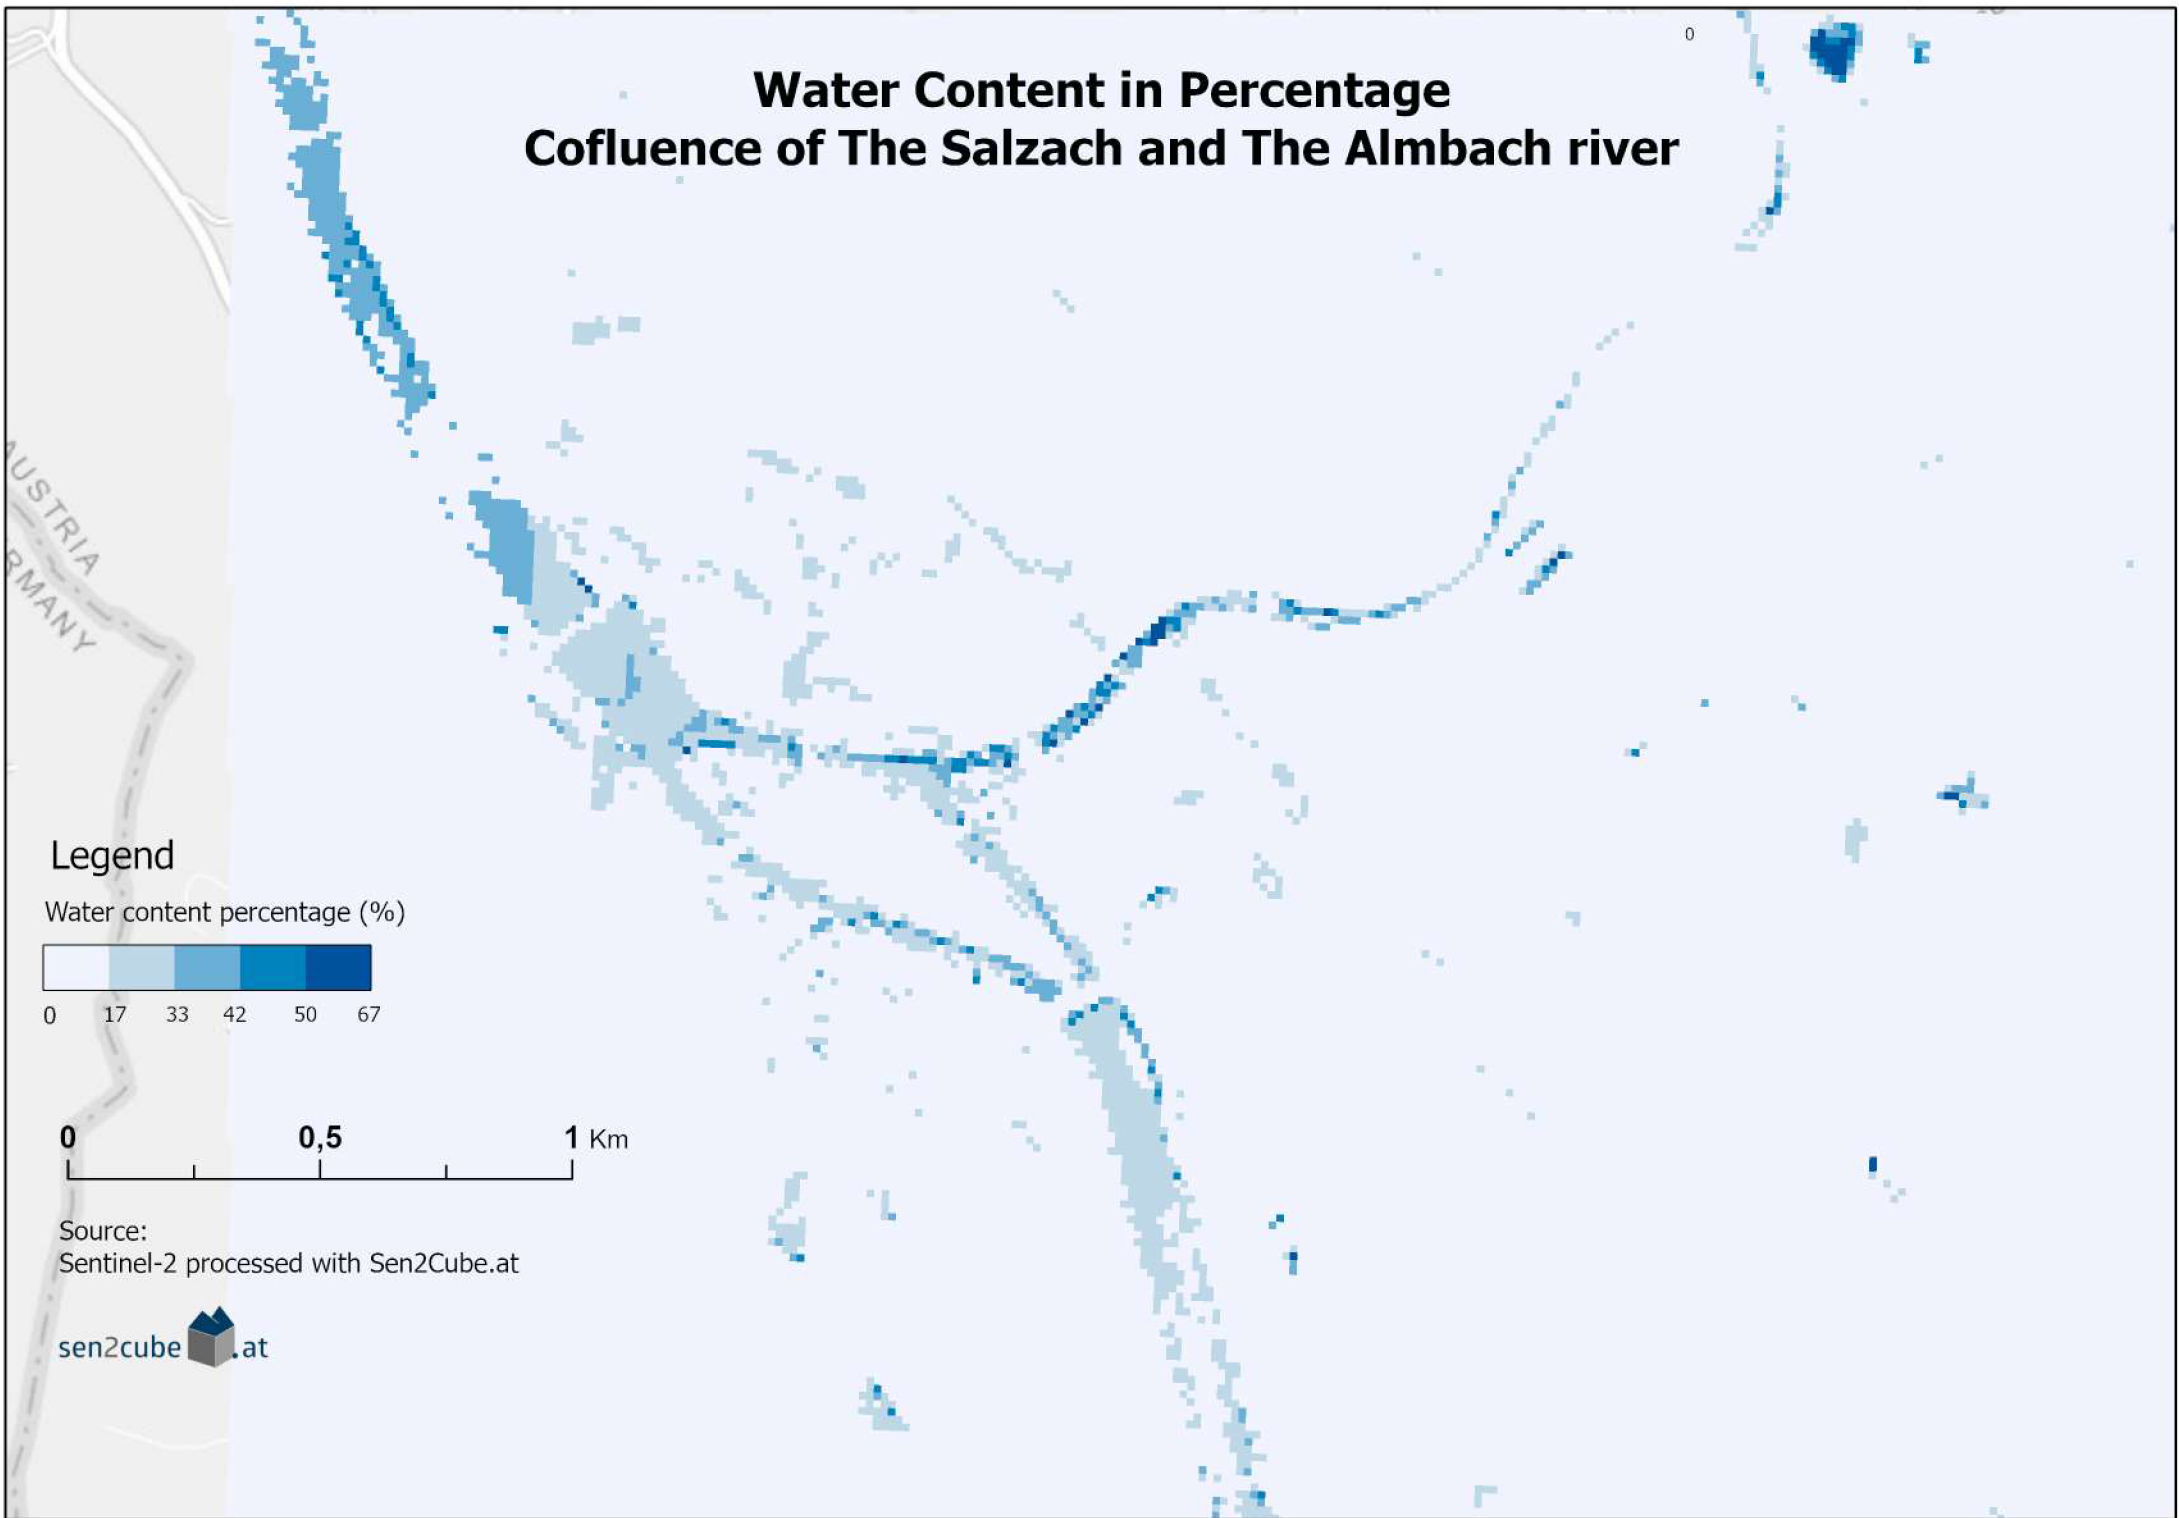 0
Water Content in Percentage
Cofluence of The Salzach and The Almbach river
AUSTRIA
RMANY
Legend
Water content percentage (%)
0 17 33 42 50 67
0 0,5 1 Km
Source:
Sentinel-2 processed with Sen2Cube.at
sen2cube.at